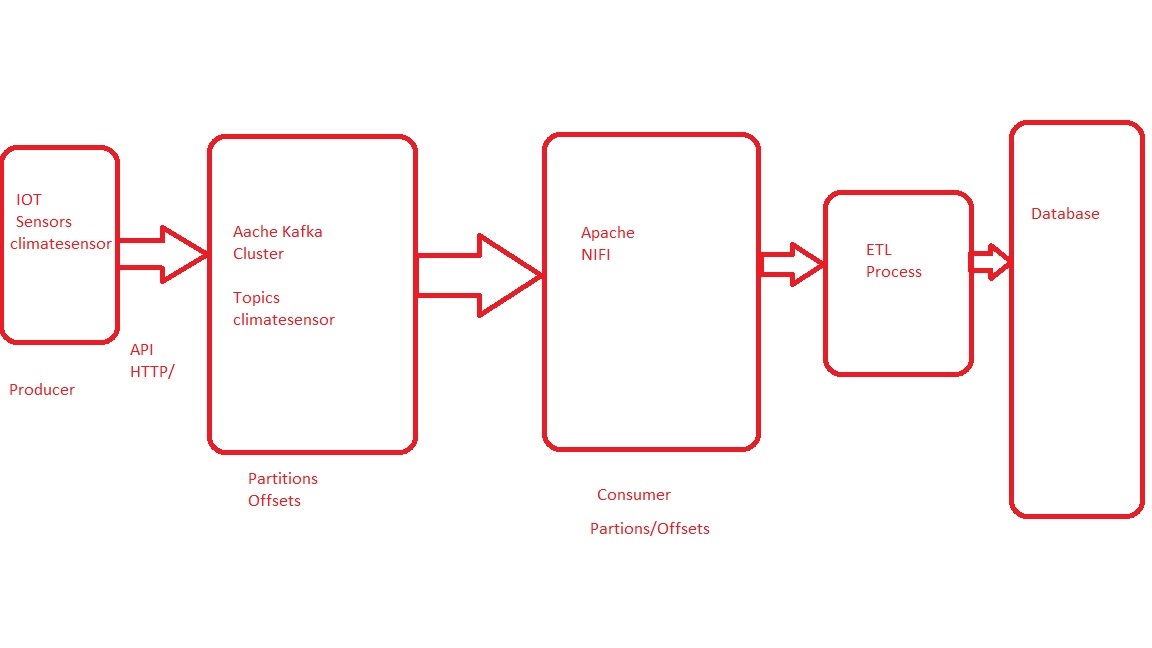 IOT
Sensors
climatesensor
Producer
API
HTTP/
Aache Kafka
Cluster
Topics
climatesensor
Partitions
Offsets
Apache
NIFI
Consumer
Partions/Offsets
ETL
Process
Database